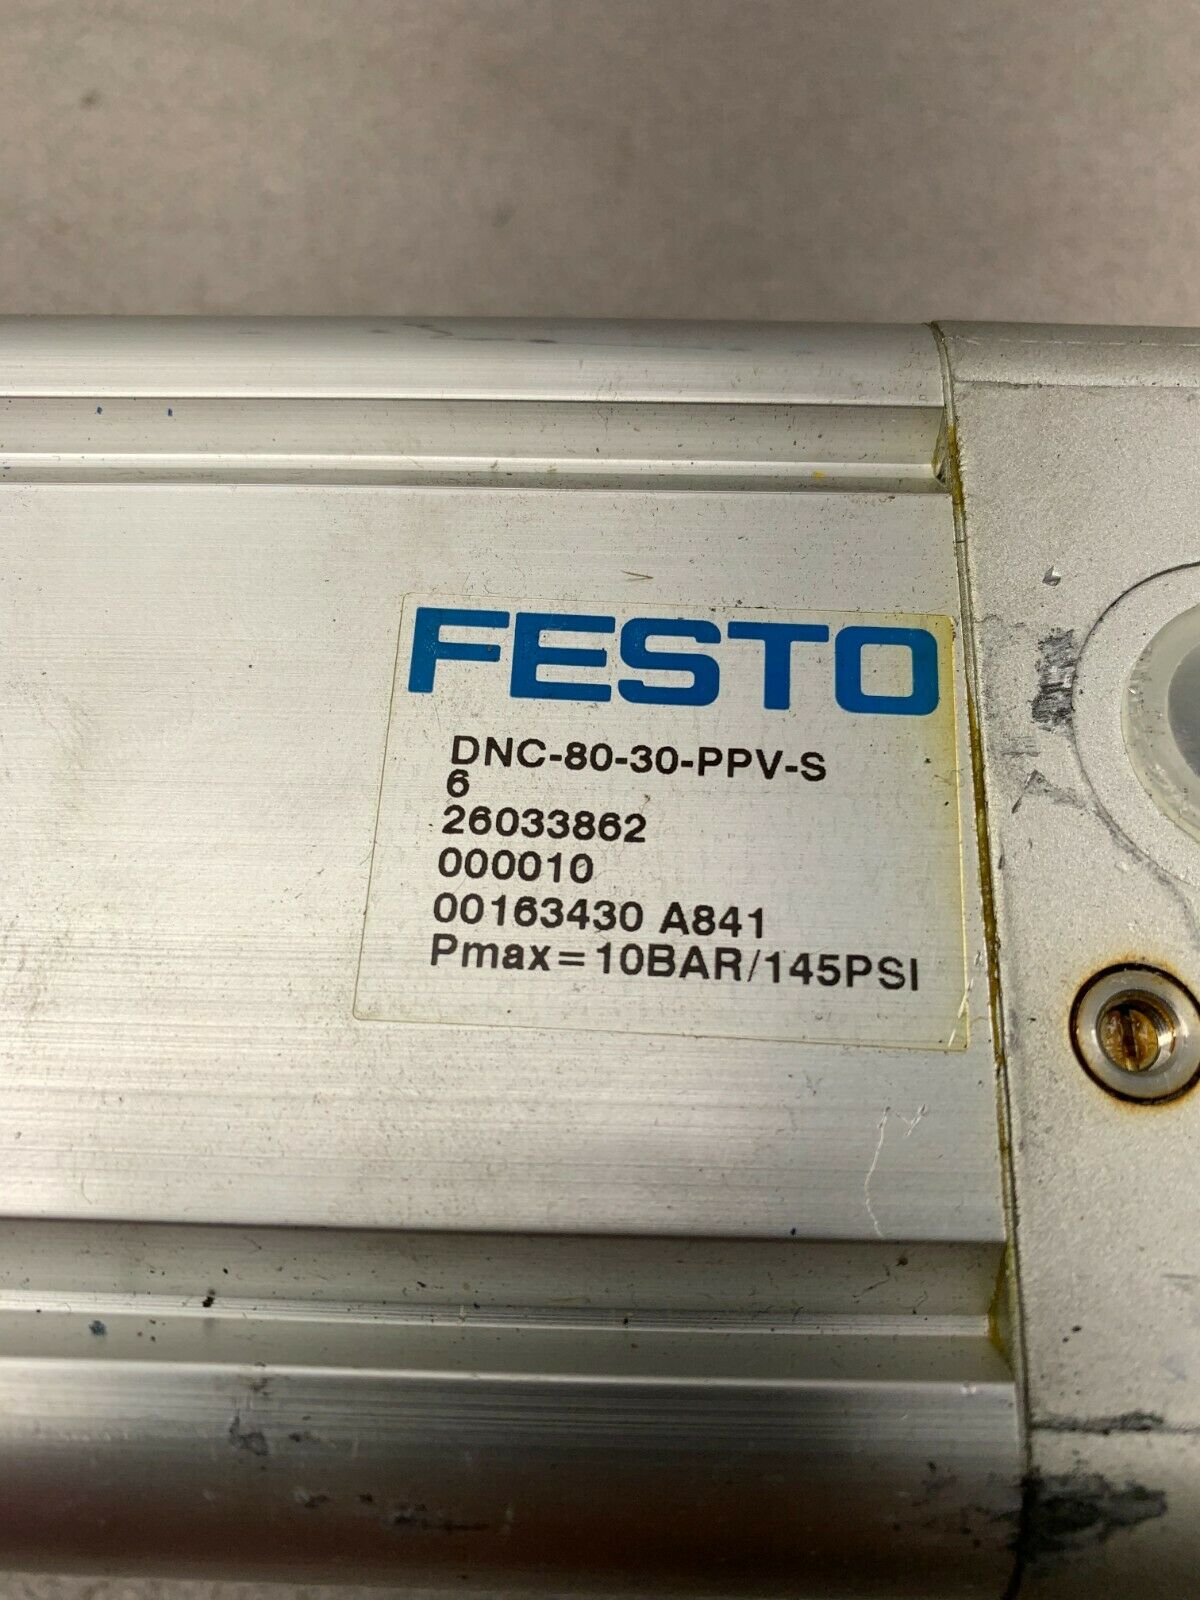 FESTO
DNC-80-30-PPV-S
6
26033862
000010
00163430 A841
Pmax=10BAR/145PSI